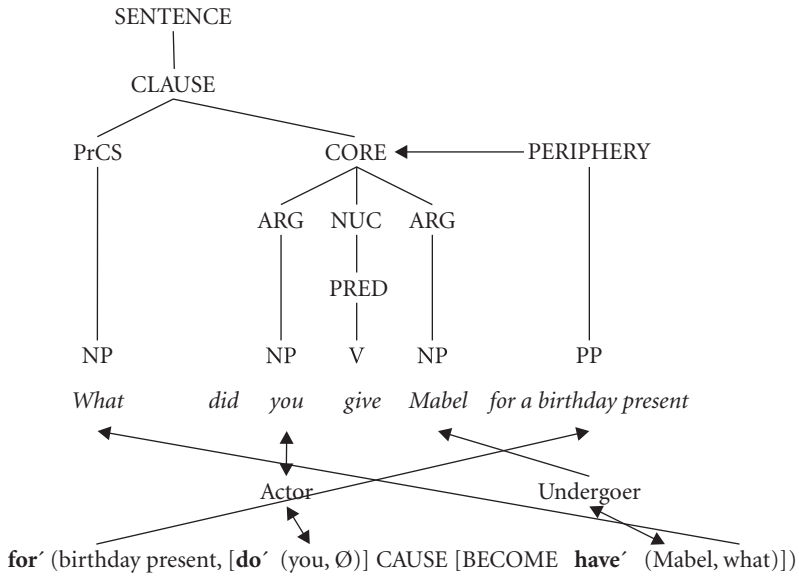 SENTENCE
CLAUSE
PrCS CORE PERIPHERY
ARG NUC ARG
PRED
NP NP V NP PP
What did you give Mabel for a birthday present
Actor Undergoer
for´ (birthday present, [do´ (you, Ø)] CAUSE [BECOME have´ (Mabel, what)])